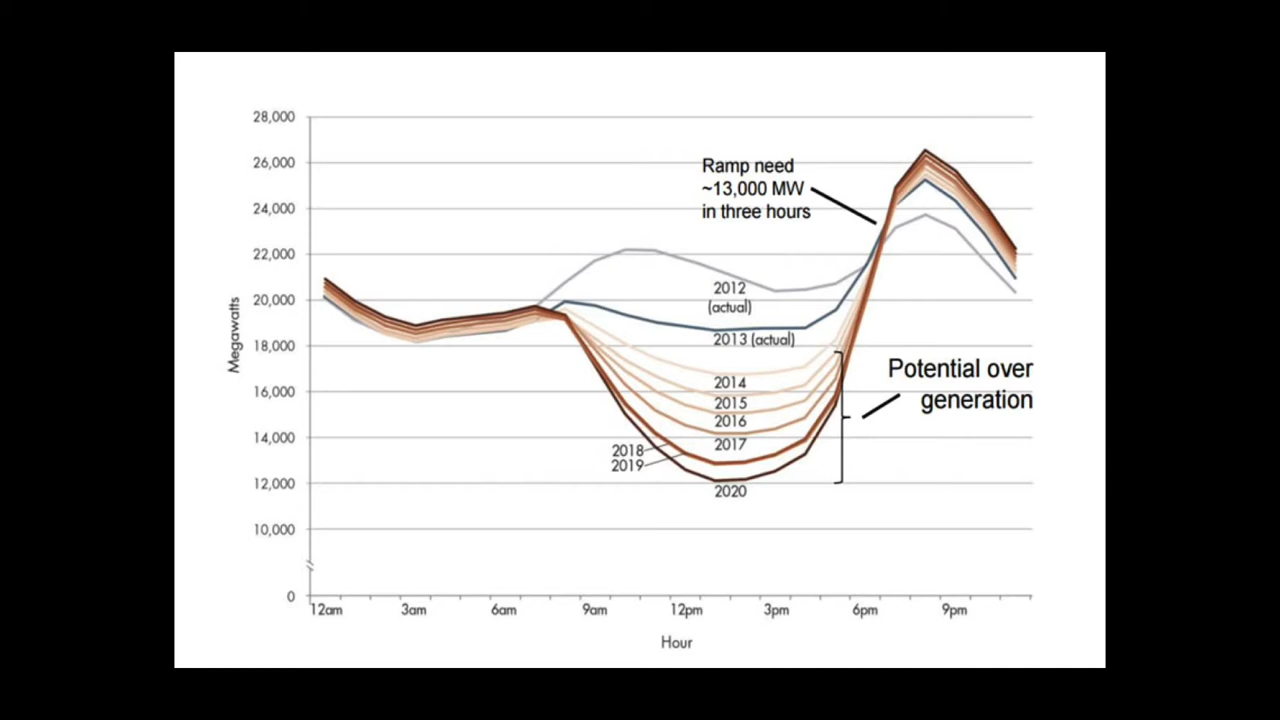 28,000
26,000
24,000
22,000
20,000
18,000
16,000
14,000
12,000
10,000
0
Megawatts
Ramp need
~13,000 MW
in three hours
2012
(actual)
2013 (actual)
2014
2015
2016
2017
2018
2019
2020
Potential over
generation
12am 3am 6am 9am 12pm 3pm 6pm 9pm
Hour